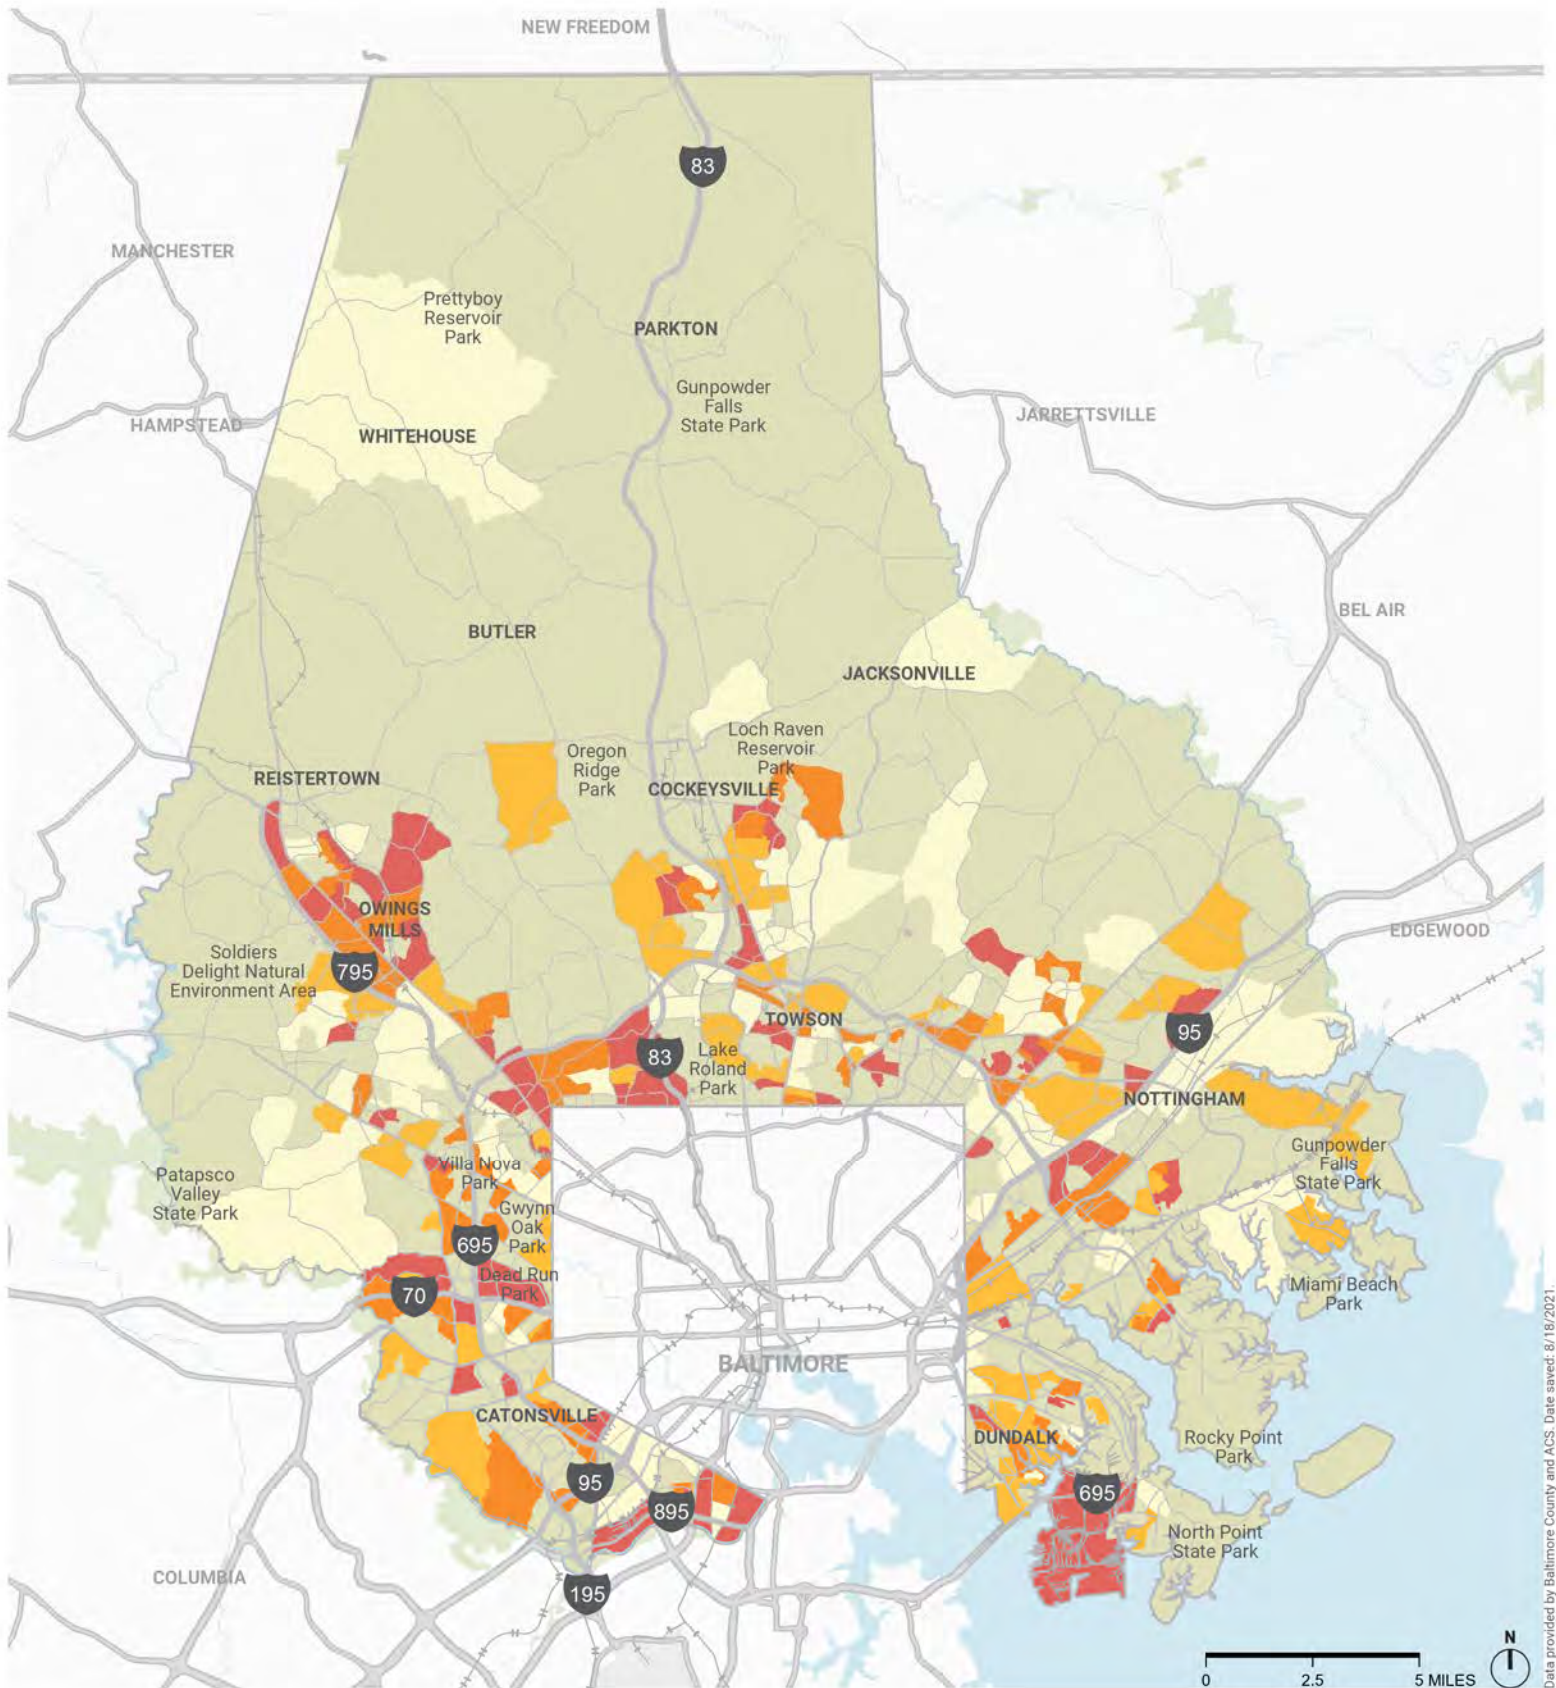 NEW FREEDOM
83
MANCHESTER
Prettyboy
Reservoir
Park
PARKTON
Gunpowder
Falls
State Park
HAMPSTEAD
WHITEHOUSE
JARRETTSVILLE
BEL AIR
BUTLER
JACKSONVILLE
Loch Raven
Reservoir
Park
Oregon
Ridge
Park
REISTERTOWN
COCKEYSVILLE
OWINGS
MILLS
EDGEWOOD
Soldiers
Delight Natural
Environment Area
795
TOWSON
95
83
Lake
Roland
Park
NOTTINGHAM
Gunpowder
Falls
State Park
Villa Nova
Park
Patapsco
Valley
State Park
Gwynn
Oak
Park
695
Dead Run
Park
70
Miami Beach
Park
BALTIMORE
CATONSVILLE
DUNDALK
Rocky Point
Park
95
695
895
North Point
State Park
COLUMBIA
195
N
0 2.5 5 MILES
Data provided by Baltimore County and ACS. Date saved: 8/18/2021.